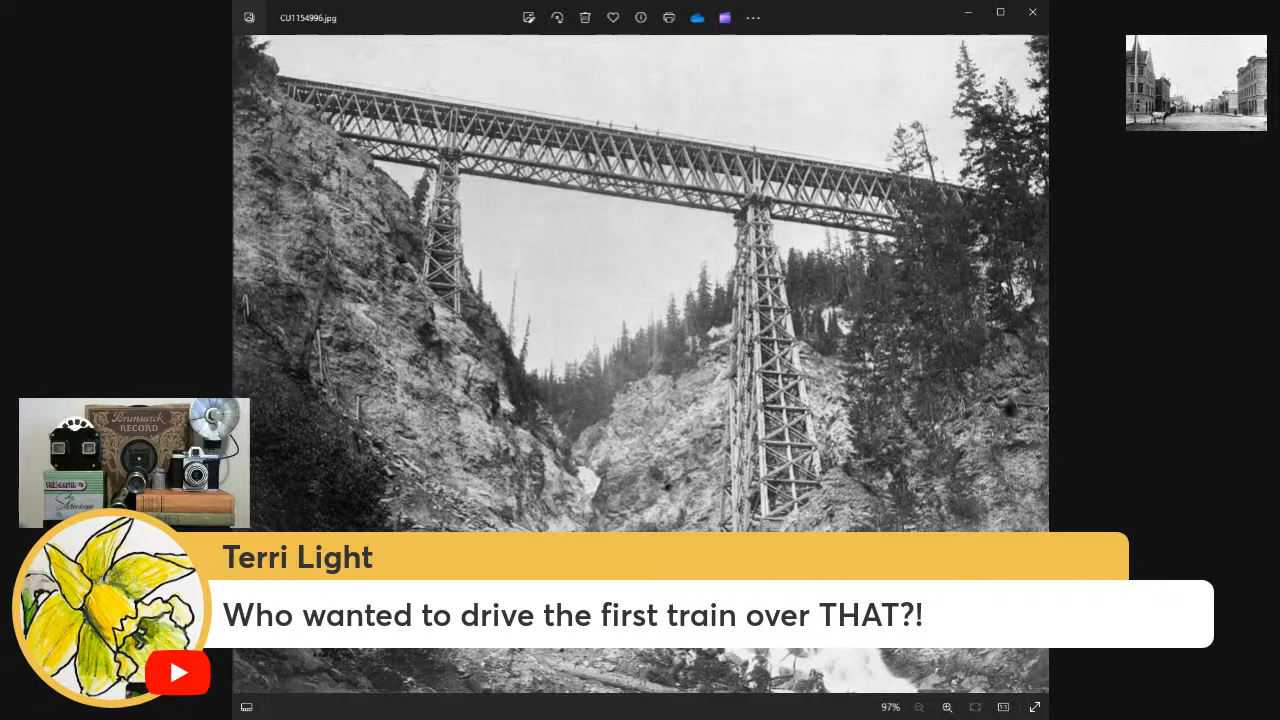 CU1154996.jpg
Brunswick
RECORD
Terri Light
Who wanted to drive the first train over THAT?!
97%